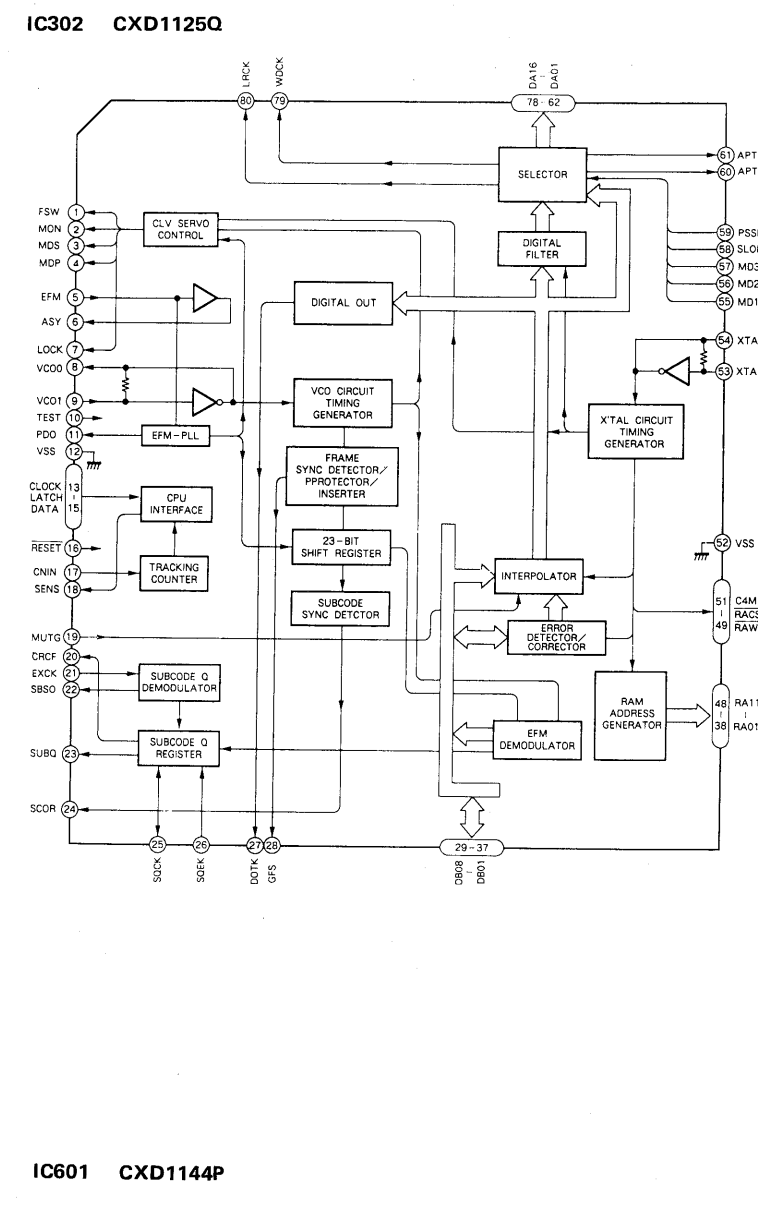 IC302 CXD1125Q
LRCK
WDCK
DA16
DA01
80
79
78-62
SELECTOR
61 APT
60 APT
FSW 1
MON 2
MDS 3
MDP 4
CLV SERVO
CONTROL
DIGITAL
FILTER
59 PSS
58 SLO
57 MD3
56 MD2
55 MD1
EFM 5
ASY 6
DIGITAL OUT
LOCK 7
VCO0 8
VCO1 9
TEST 10
PDO 11
VSS 12
EFM-PLL
VCO CIRCUIT
TIMING
GENERATOR
54 XTA
53 XTA
X'TAL CIRCUIT
TIMING
GENERATOR
FRAME
SYNC DETECTOR/
PPROTECTOR/
INSERTER
CLOCK
LATCH
DATA
13
15
CPU
INTERFACE
RESET 16
CNIN 17
SENS 18
TRACKING
COUNTER
23-BIT
SHIFT REGISTER
SUBCODE
SYNC DETCTOR
INTERPOLATOR
52 VSS
ERROR
DETECTOR/
CORRECTOR
51
49
C4M
RACS
RAW
MUTG 19
CRCF 20
EXCK 21
SBSO 22
SUBCODE Q
DEMODULATOR
SUBCODE Q
REGISTER
SUBQ 23
EFM
DEMODULATOR
RAM
ADDRESS
GENERATOR
48
38
RA11
RA01
SCOR 24
25
26
27
28
29-37
SQCK
SQEK
DOTK
GFS
DB08
DB01
IC601 CXD1144P